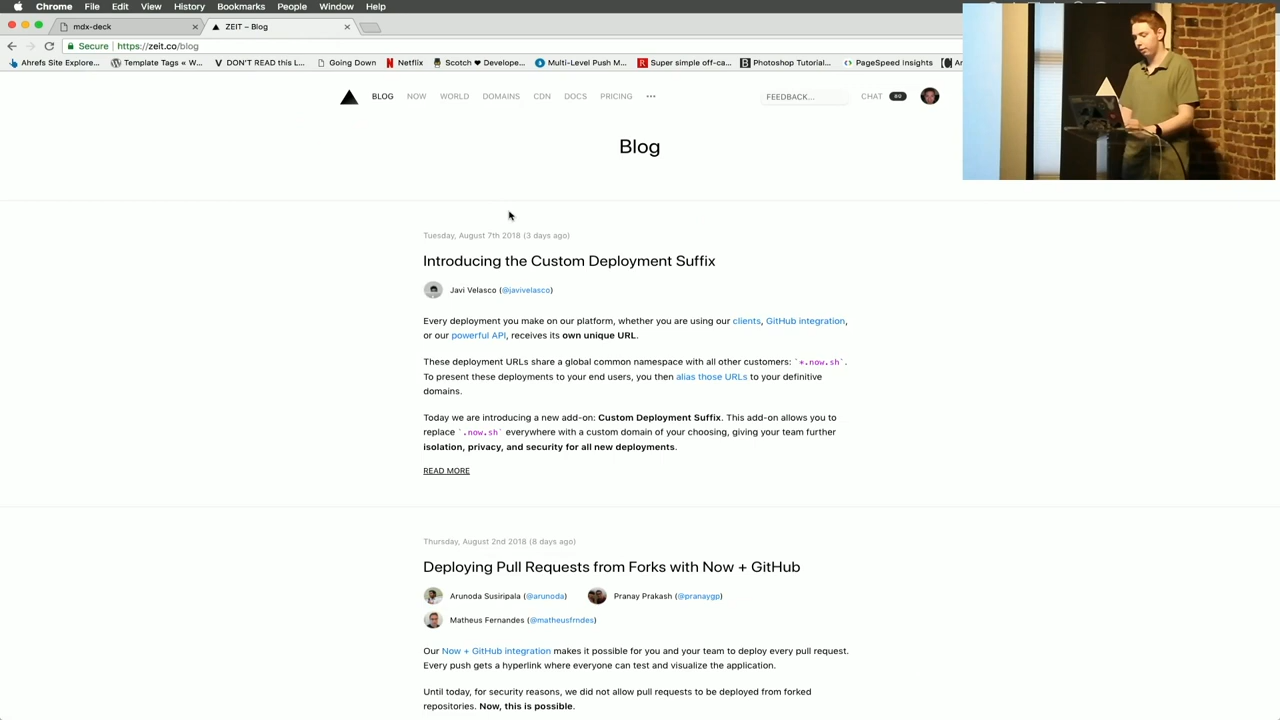 Chrome File Edit View History Bookmarks People Window Help
mdx-deck
ZEIT – Blog
Secure https://zeit.co/blog
Ahrefs Site Explore... Template Tags « W... DON'T READ this L... Going Down Netflix Scotch ♥ Develope... Multi-Level Push M... Super simple off-ca... Photoshop Tutorial... PageSpeed Insights
BLOG NOW WORLD DOMAINS CDN DOCS PRICING ••• FEEDBACK... CHAT
Blog
Tuesday, August 7th 2018 (3 days ago)
Introducing the Custom Deployment Suffix
Javi Velasco (@javivelasco)
Every deployment you make on our platform, whether you are using our clients, GitHub integration,
or our powerful API, receives its own unique URL.
These deployment URLs share a global common namespace with all other customers: `*.now.sh`.
To present these deployments to your end users, you then alias those URLs to your definitive
domains.
Today we are introducing a new add-on: Custom Deployment Suffix. This add-on allows you to
replace `.now.sh` everywhere with a custom domain of your choosing, giving your team further
isolation, privacy, and security for all new deployments.
READ MORE
Thursday, August 2nd 2018 (8 days ago)
Deploying Pull Requests from Forks with Now + GitHub
Arunoda Susiripala (@arunoda) Pranay Prakash (@pranaygp)
Matheus Fernandes (@matheusfrndes)
Our Now + GitHub integration makes it possible for you and your team to deploy every pull request.
Every push gets a hyperlink where everyone can test and visualize the application.
Until today, for security reasons, we did not allow pull requests to be deployed from forked
repositories. Now, this is possible.